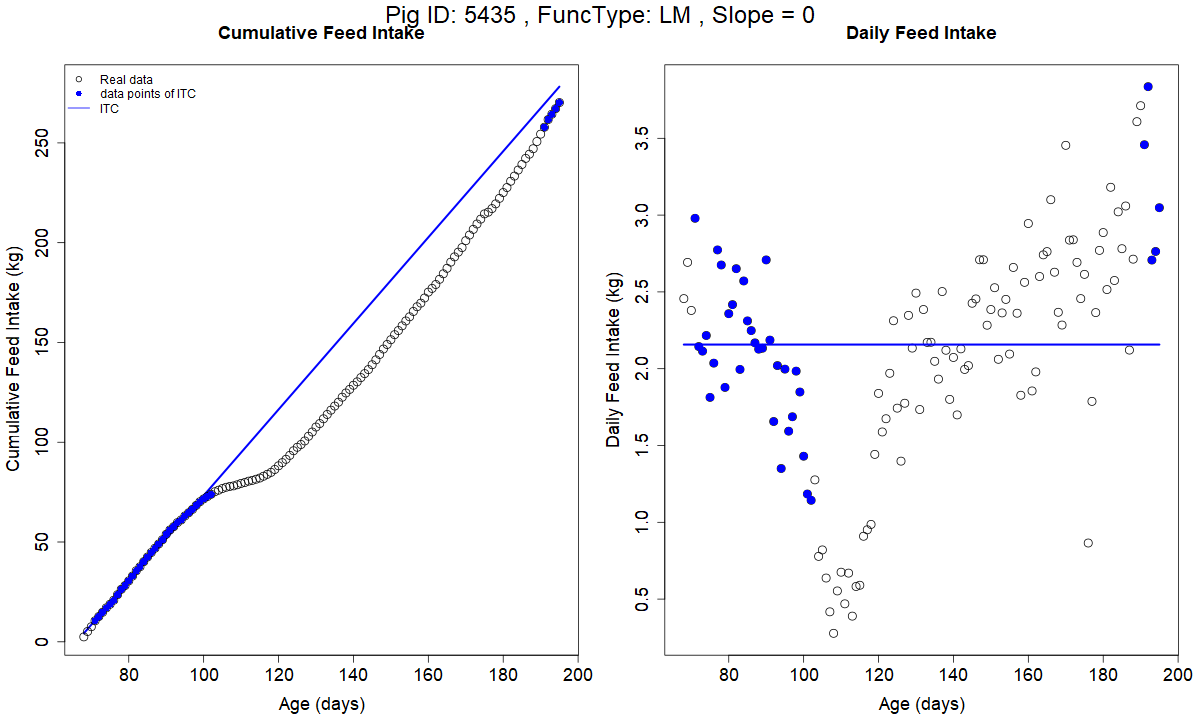 Pig ID: 5435 , FuncType: LM , Slope = 0
Cumulative Feed Intake
Real data
data points of ITC
ITC
Cumulative Feed Intake (kg)
250
200
150
100
50
0
80 100 120 140 160 180 200
Age (days)
Daily Feed Intake
Daily Feed Intake (kg)
3.5
3.0
2.5
2.0
1.5
1.0
0.5
80 100 120 140 160 180 200
Age (days)